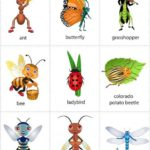 ant
butterfly
grasshopper
bee
ladybird
colorado
potato beetle